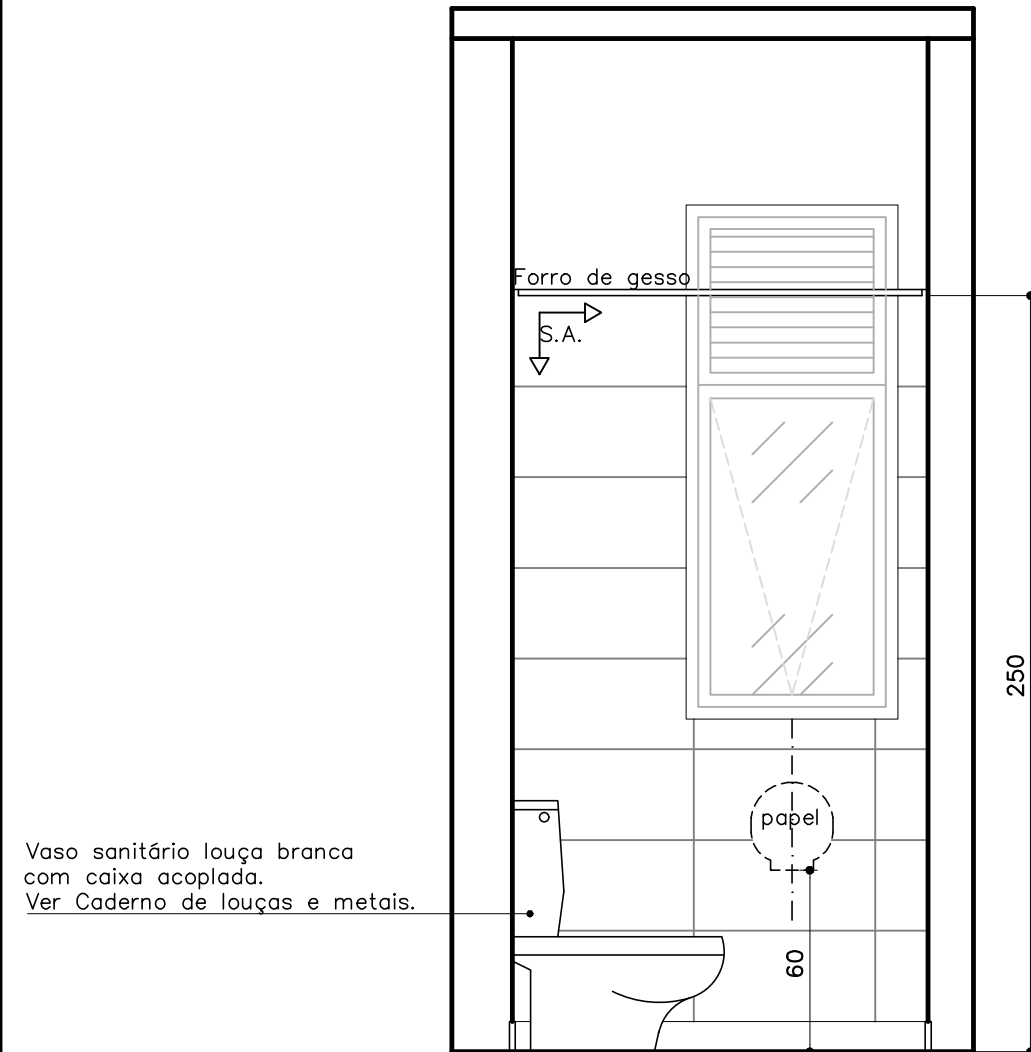 Forro de gesso
S.A.
250
papel
Vaso sanitário louça branca
com caixa acoplada.
Ver Caderno de louças e metais.
60